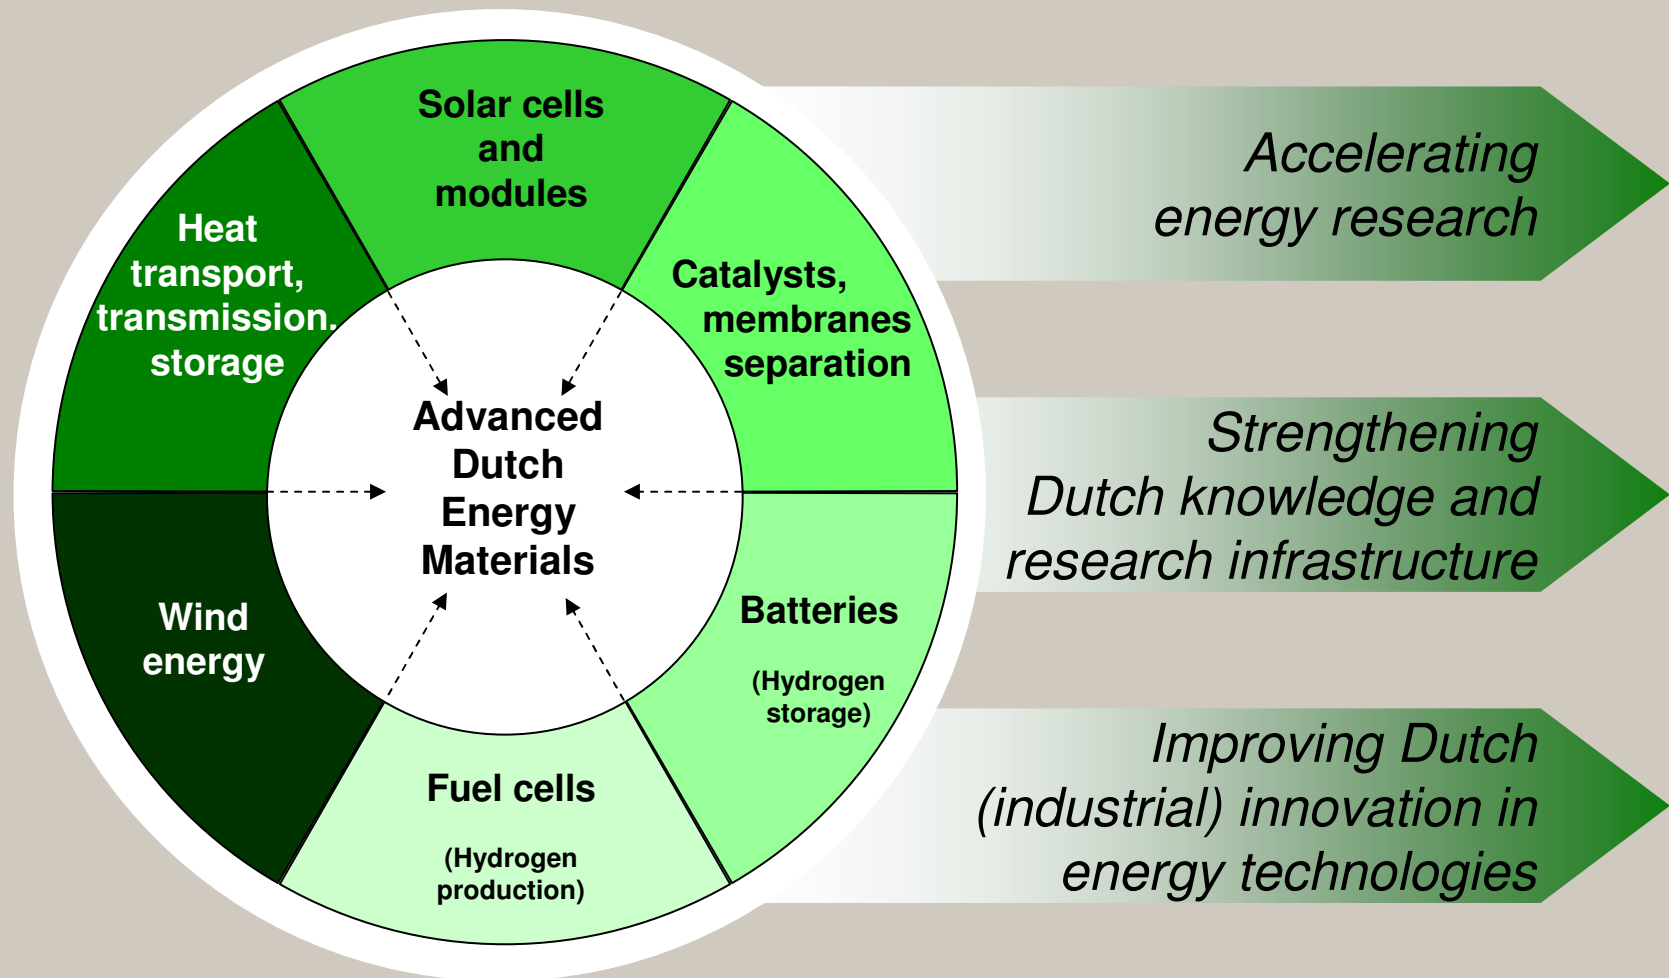 Solar cells
and
modules
Heat
transport,
transmission.
storage
Catalysts,
membranes
separation
Advanced
Dutch
Energy
Materials
Wind
energy
Batteries
(Hydrogen
storage)
Fuel cells
(Hydrogen
production)
Accelerating
energy research
Strengthening
Dutch knowledge and
research infrastructure
Improving Dutch
(industrial) innovation in
energy technologies